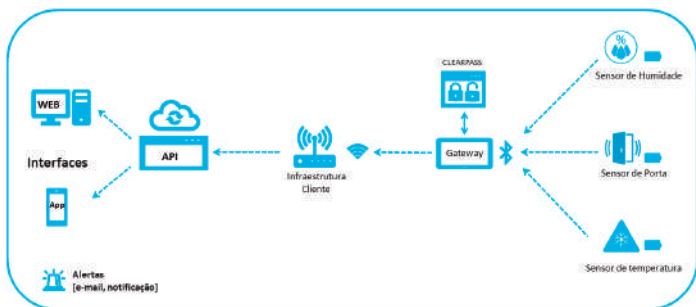 CLEARPASS
%
Sensor de Humidade
WEB
API
Interfaces
Infraestrutura
Cliente
Gateway
Sensor de Porta
App
Sensor de temperatura
Alertas
[e-mail, notificação]